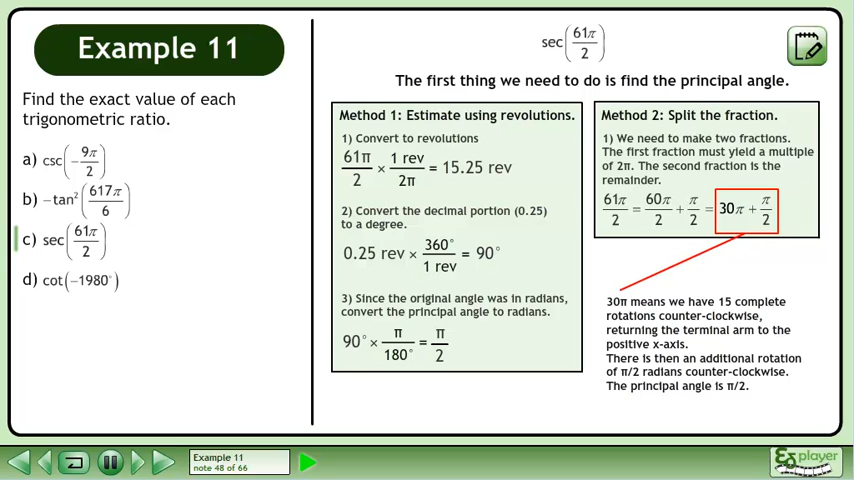 Example 11
Find the exact value of each
trigonometric ratio.
a) csc(-9π/2)
b) -tan²(617π/6)
c) sec(61π/2)
d) cot(-1980°)
sec(61π/2)
The first thing we need to do is find the principal angle.
Method 1: Estimate using revolutions.
1) Convert to revolutions
61π/2 × 1 rev/2π = 15.25 rev
2) Convert the decimal portion (0.25)
to a degree.
0.25 rev × 360°/1 rev = 90°
3) Since the original angle was in radians,
convert the principal angle to radians.
90° × π/180° = π/2
Method 2: Split the fraction.
1) We need to make two fractions.
The first fraction must yield a multiple
of 2π. The second fraction is the
remainder.
61π/2 = 60π/2 + π/2 = 30π + π/2
30π means we have 15 complete
rotations counter-clockwise,
returning the terminal arm to the
positive x-axis.
There is then an additional rotation
of π/2 radians counter-clockwise.
The principal angle is π/2.
Example 11
note 48 of 66
player